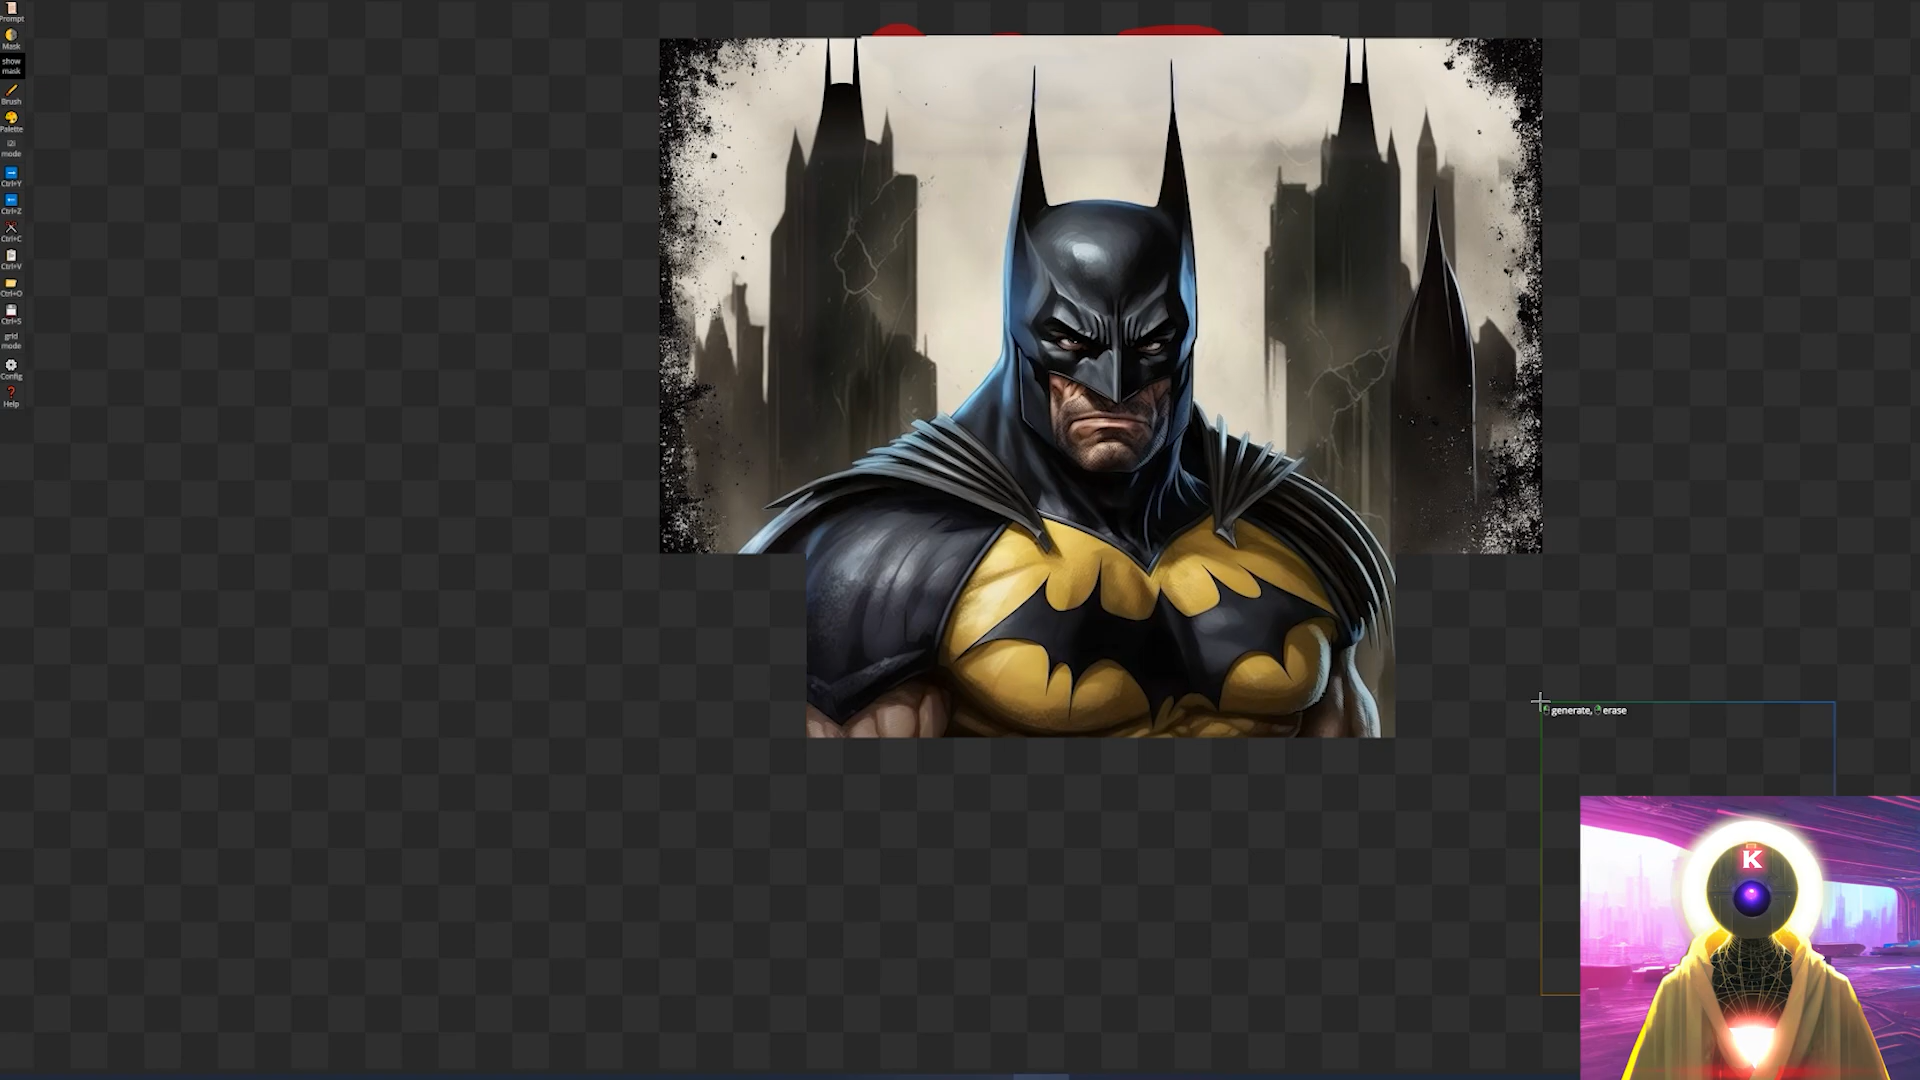 Prompt
Mask
show
mask
Brush
Palette
i2i
mode
Ctrl+Y
Ctrl+Z
Ctrl+C
Ctrl+V
Ctrl+O
Ctrl+S
grid
mode
Config
?
Help
generate, erase
K